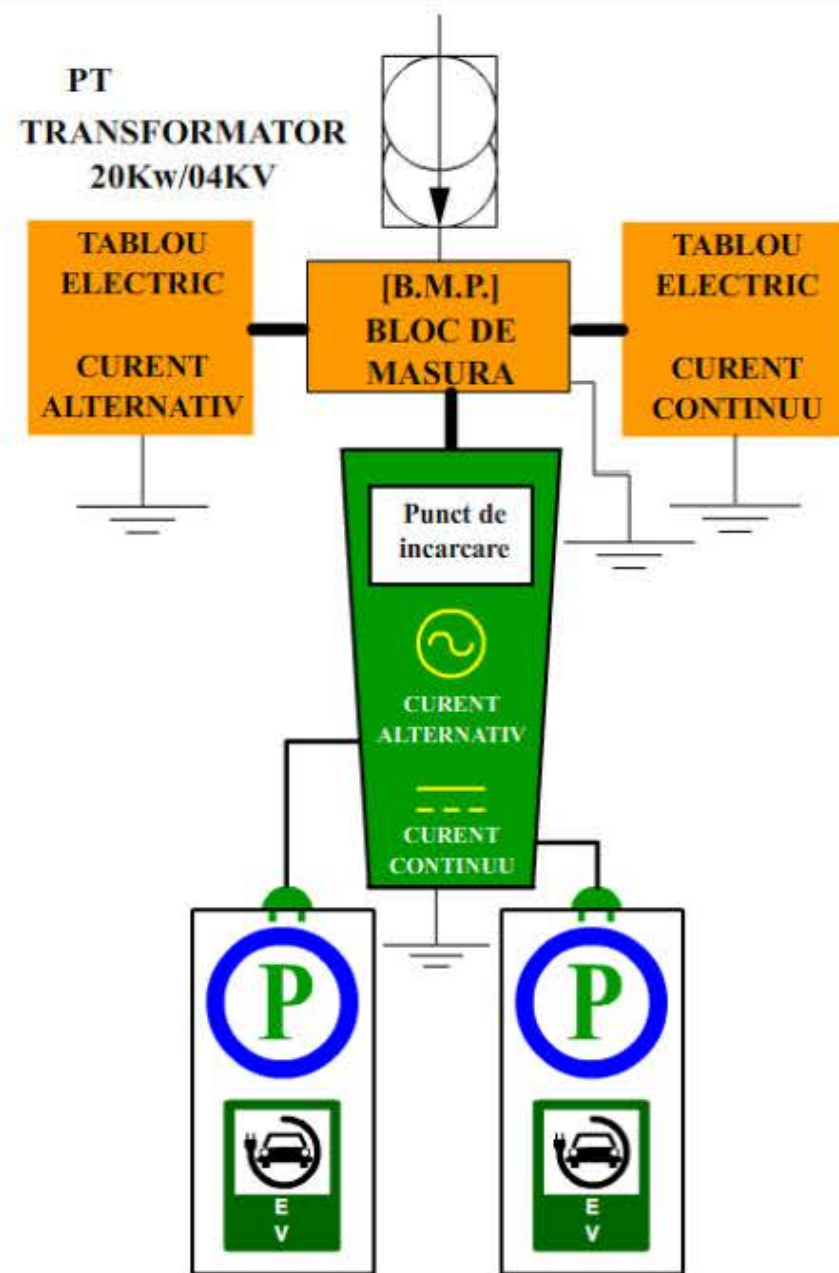 PT
TRANSFORMATOR
20Kw/04KV
TABLOU
ELECTRIC
CURENT
ALTERNATIV
[B.M.P.]
BLOC DE
MASURA
TABLOU
ELECTRIC
CURENT
CONTINUU
Punct de
incarcare
CURENT
ALTERNATIV
CURENT
CONTINUU
P
E
V
P
E
V